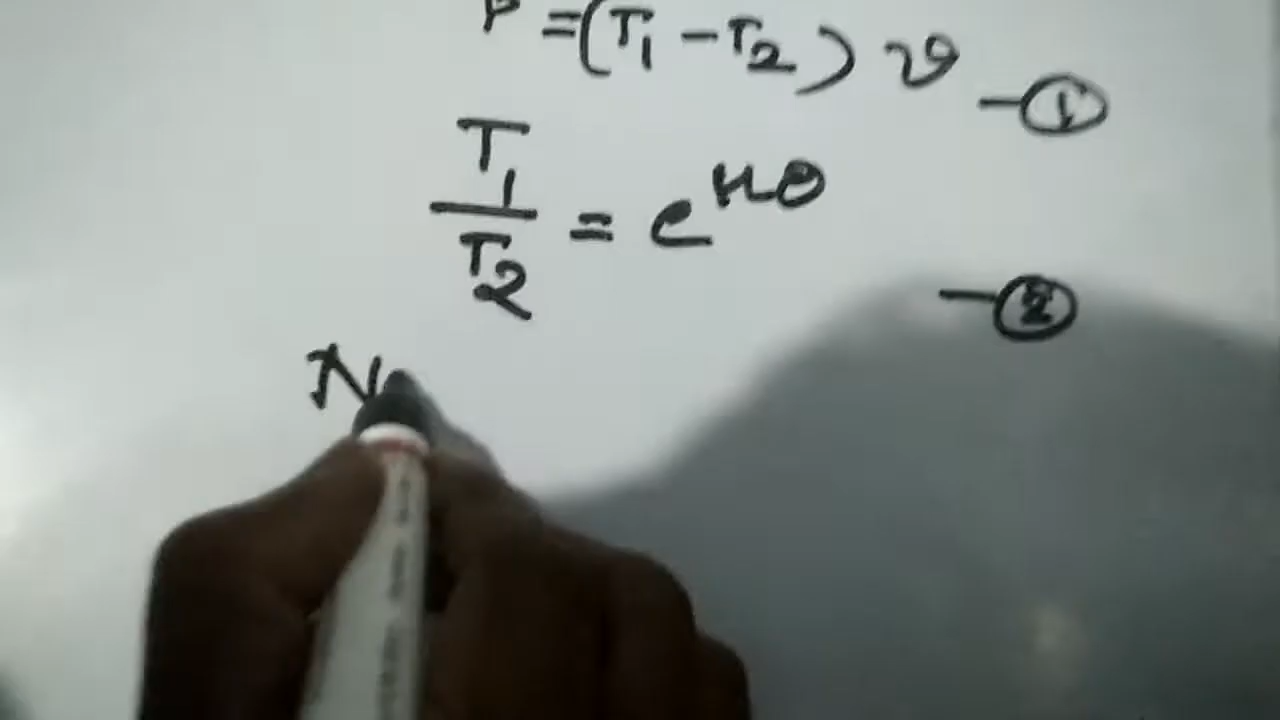 P = (T₁ - T₂) v - ①
T₁/T₂ = e^μθ - ②
N